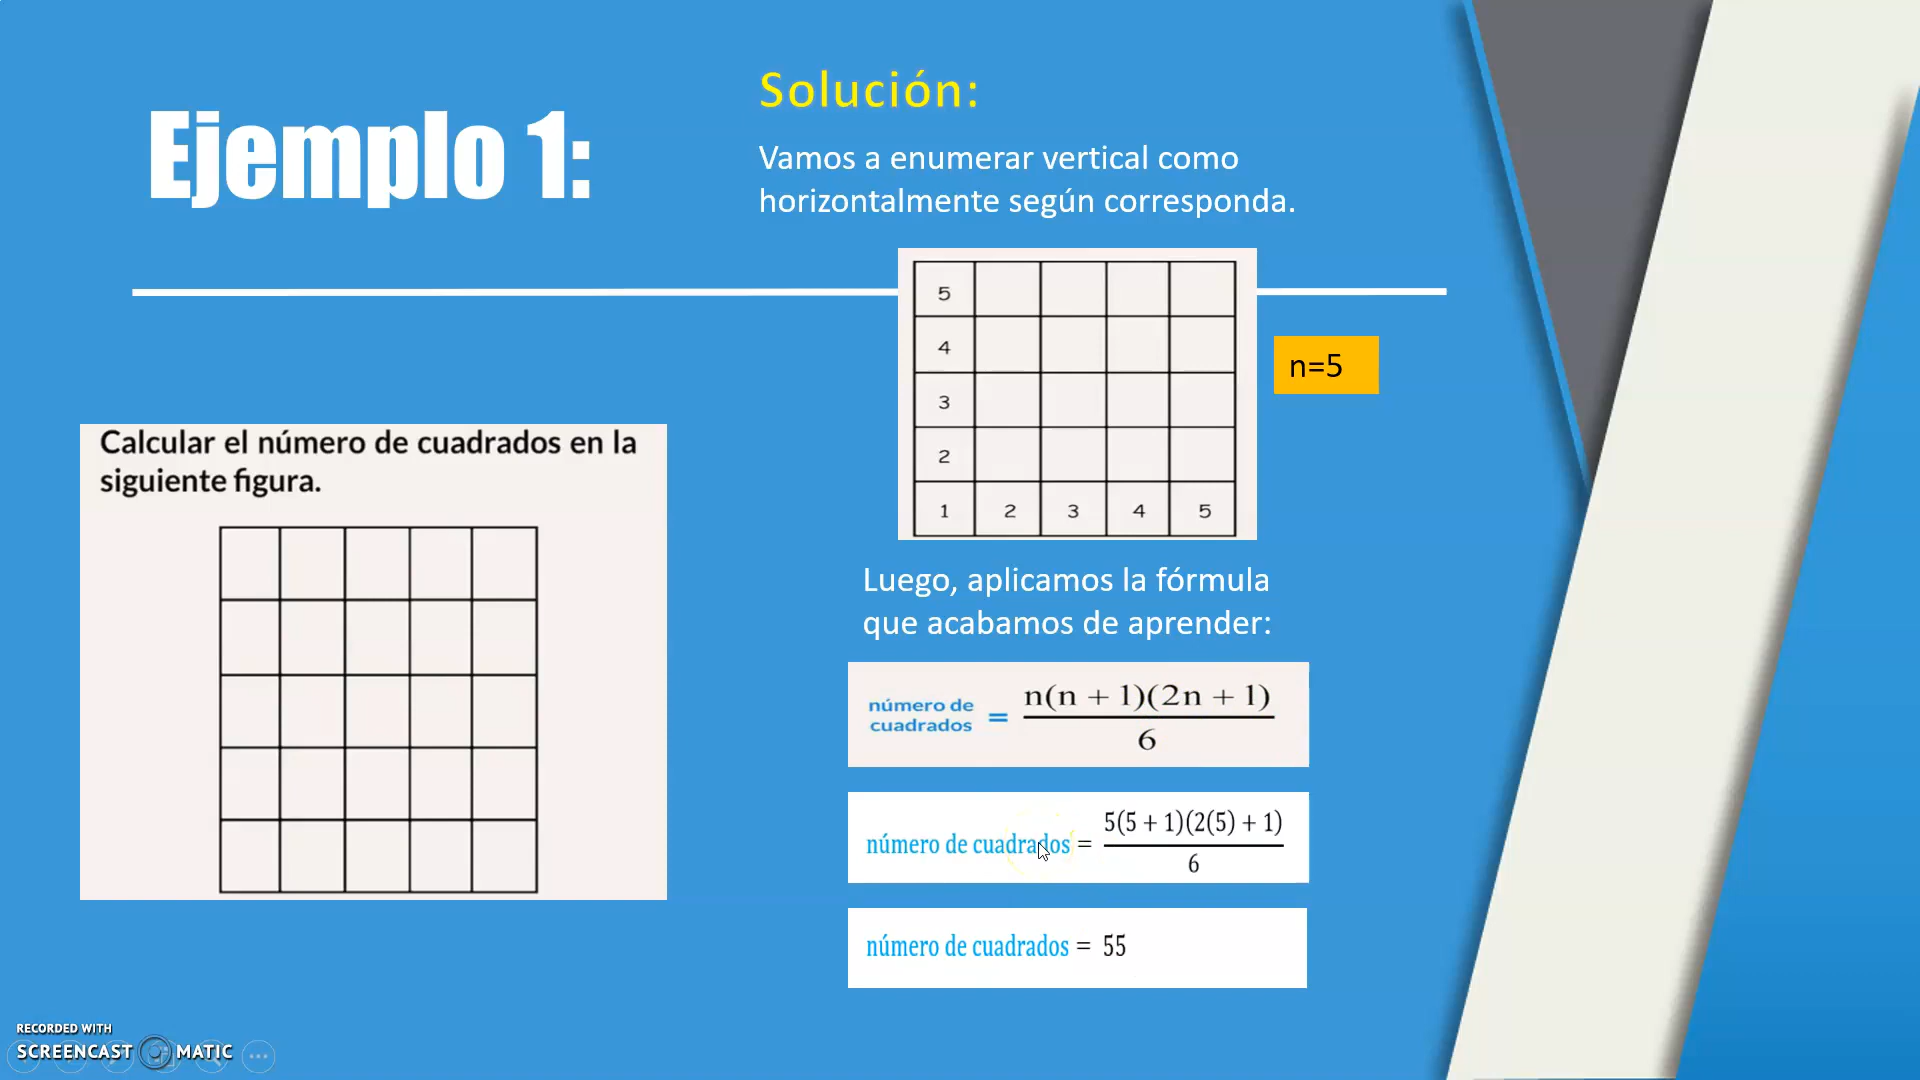 Ejemplo 1:
Solución:
Vamos a enumerar vertical como
horizontalmente según corresponda.
5
4
3
2
1 2 3 4 5
n=5
Calcular el número de cuadrados en la
siguiente figura.
Luego, aplicamos la fórmula
que acabamos de aprender:
número de cuadrados = n(n + 1)(2n + 1) / 6
número de cuadrados = 5(5 + 1)(2(5) + 1) / 6
número de cuadrados = 55
RECORDED WITH
SCREENCAST MATIC